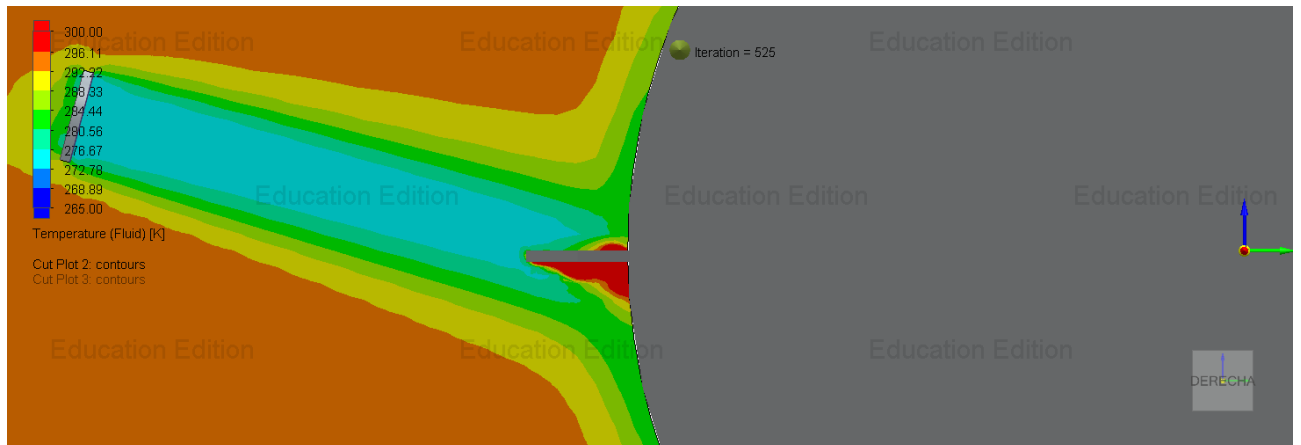 300.00
296.11
292.22
288.33
284.44
280.56
276.67
272.78
268.89
265.00
Temperature (Fluid) [K]
Cut Plot 2: contours
Cut Plot 3: contours
Iteration = 525
Education Edition
Education Edition
Education Edition
Education Edition
Education Edition
Education Edition
Education Edition
Education Edition
Education Edition
DERECHA